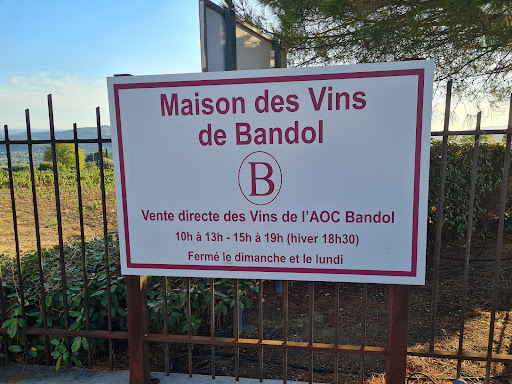 Maison des Vins
de Bandol
B
Vente directe des Vins de l'AOC Bandol
10h à 13h - 15h à 19h (hiver 18h30)
Fermé le dimanche et le lundi